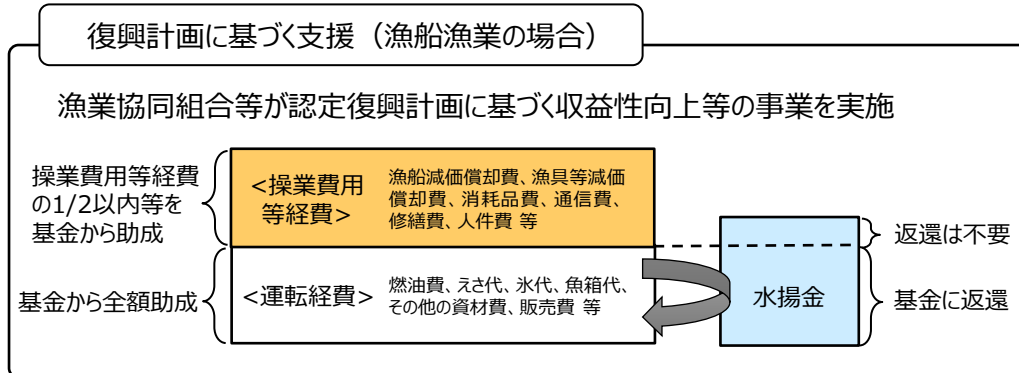 復興計画に基づく支援（漁船漁業の場合）
漁業協同組合等が認定復興計画に基づく収益性向上等の事業を実施
操業費用等経費
の1/2以内等を
基金から助成
<操業費用
等経費>
漁船減価償却費、漁具等減価
償却費、消耗品費、通信費、
修繕費、人件費 等
返還は不要
基金から全額助成
<運転経費>
燃油費、えさ代、氷代、魚箱代、
その他の資材費、販売費 等
水揚金
基金に返還